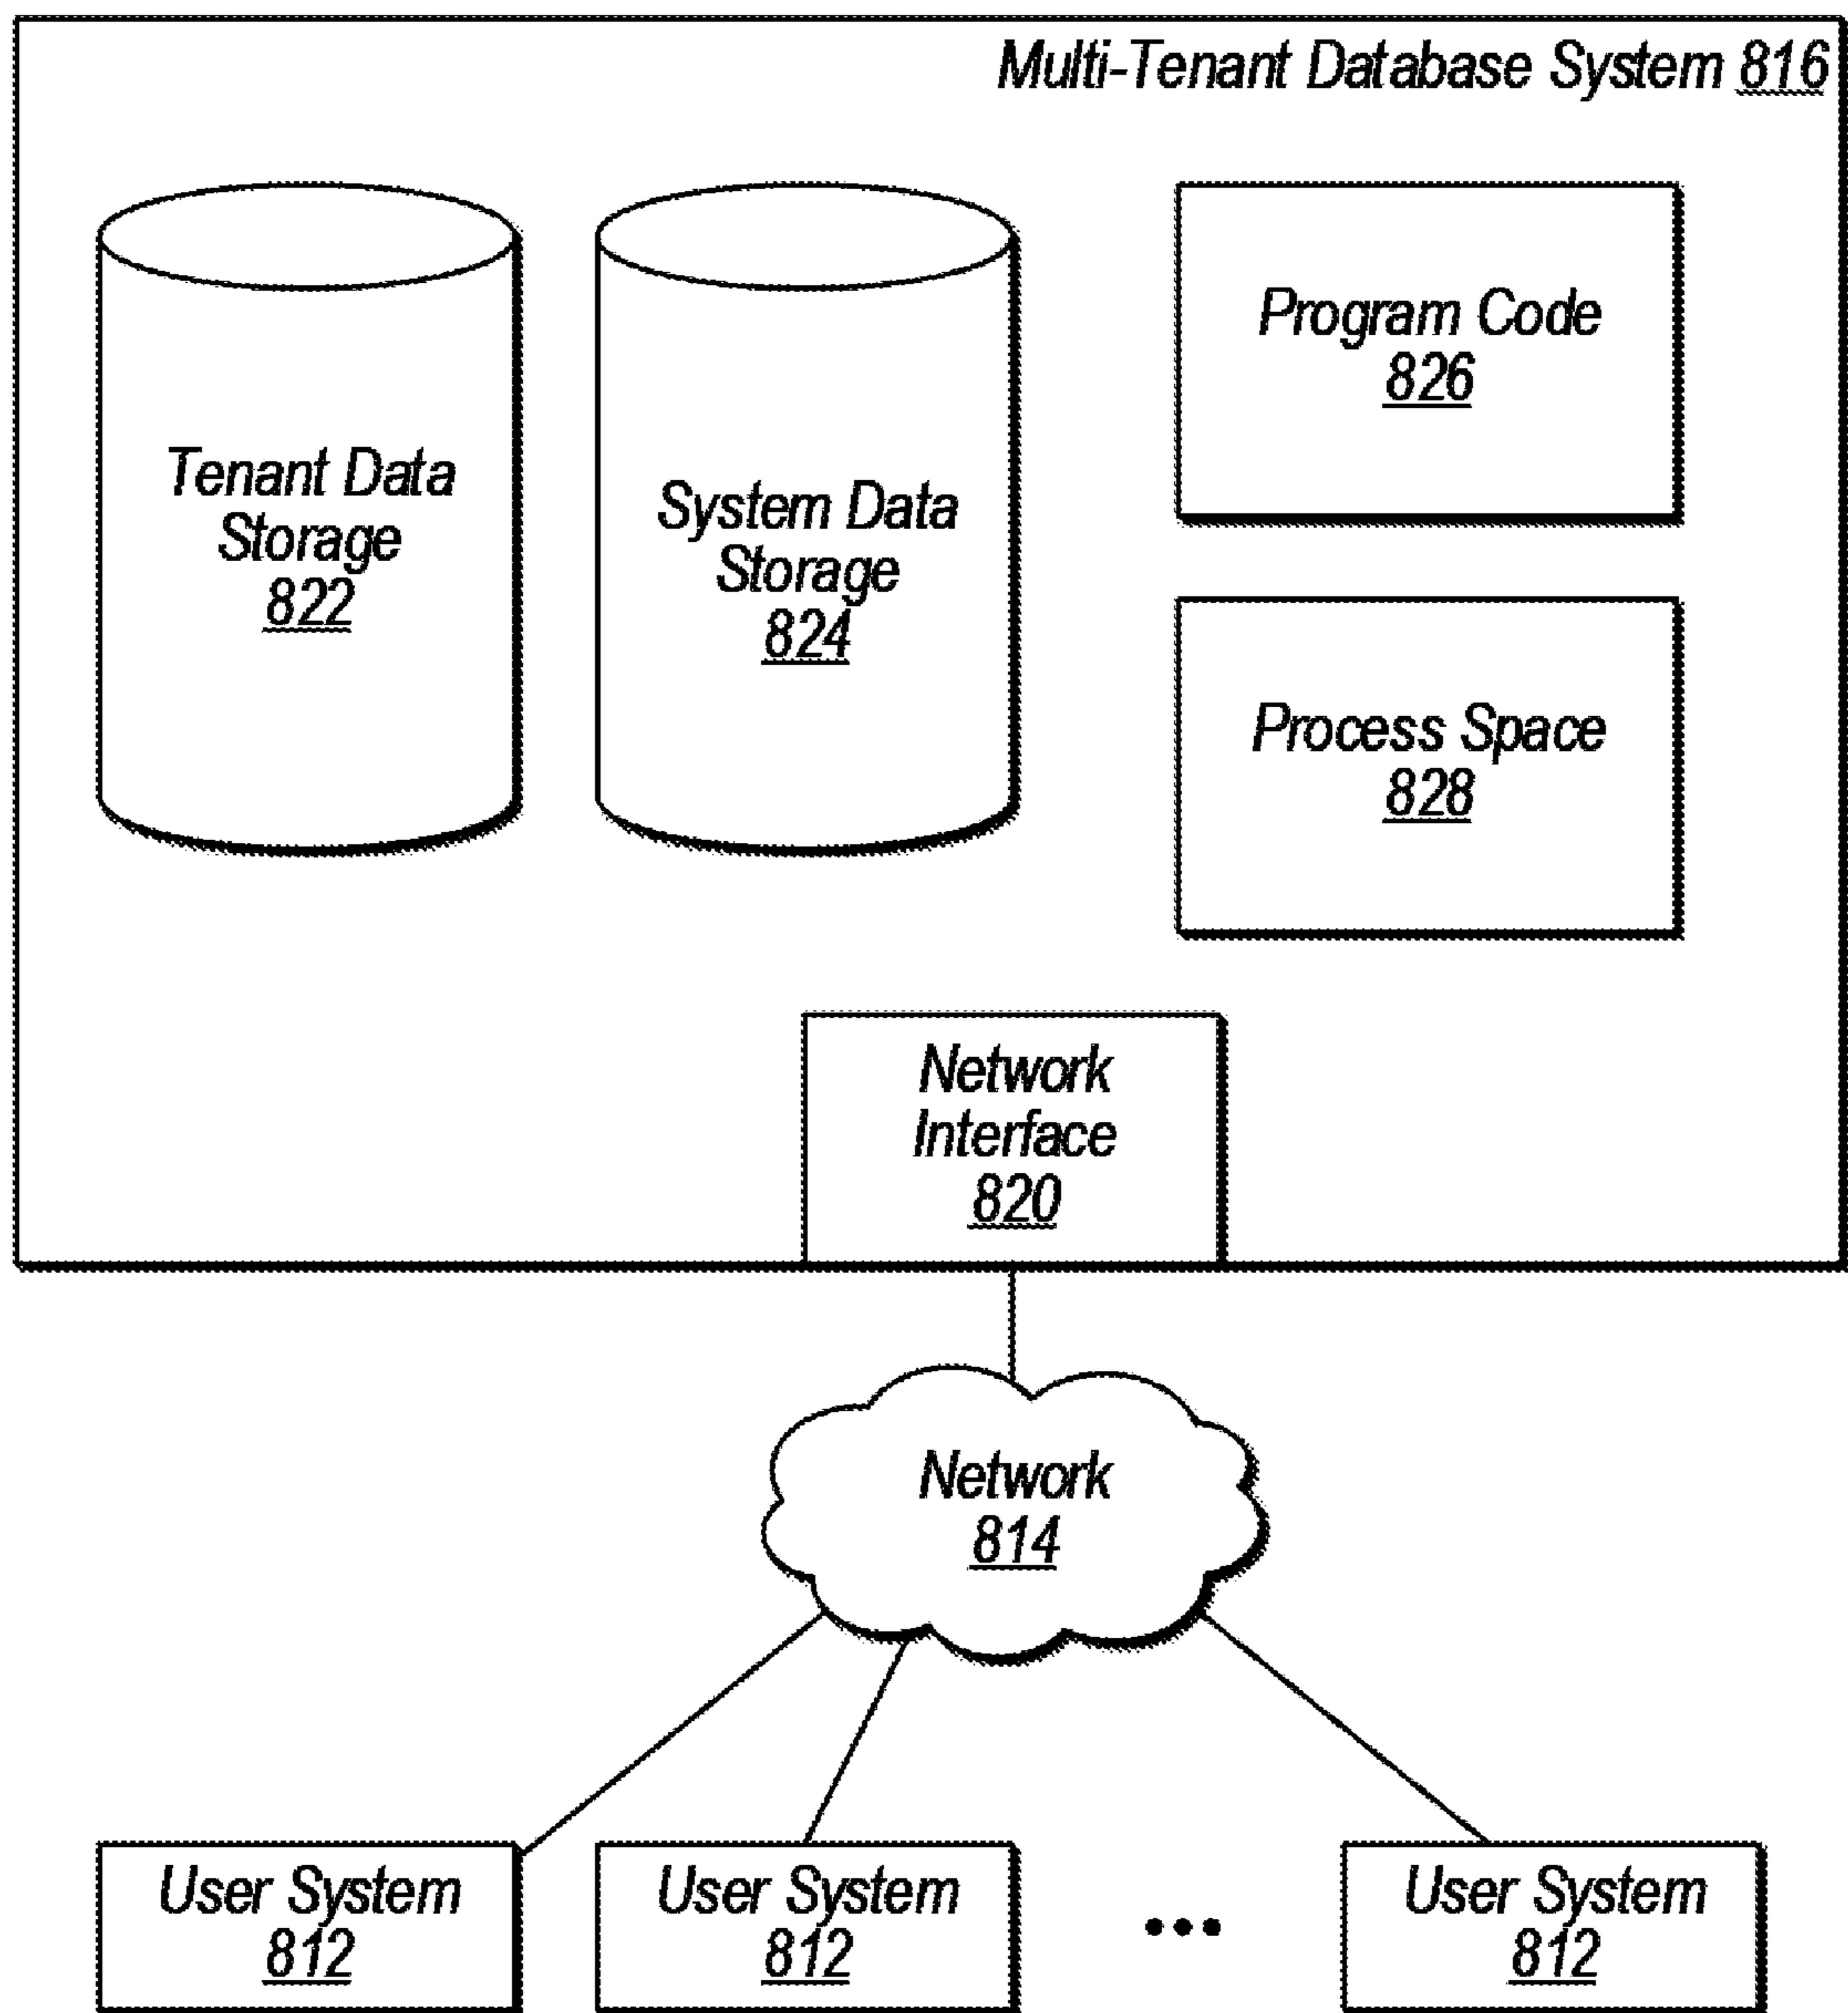 Multi-Tenant Database System 816
Tenant Data
Storage
822
System Data
Storage
824
Program Code
826
Process Space
828
Network
Interface
820
Network
814
User System
812
User System
812
•••
User System
812